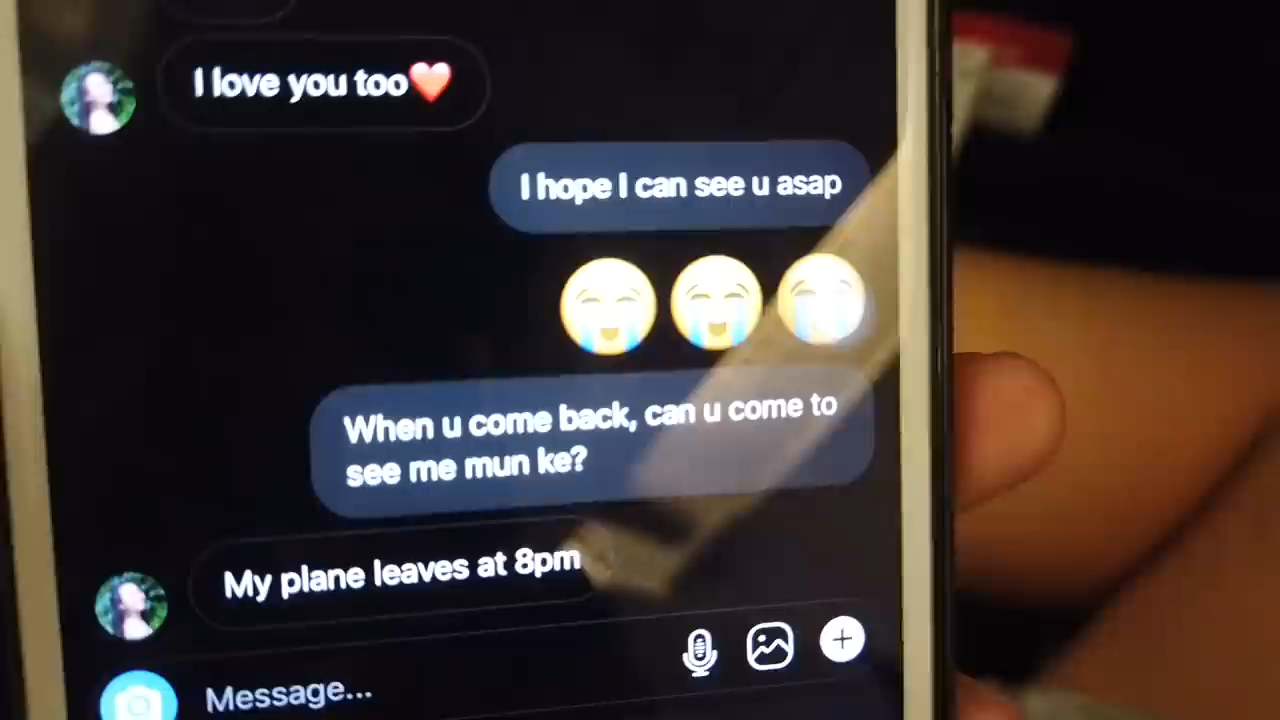 I love you too❤️
I hope I can see u asap
😭😭😭
When u come back, can u come to
see me mun ke?
My plane leaves at 8pm
Message...